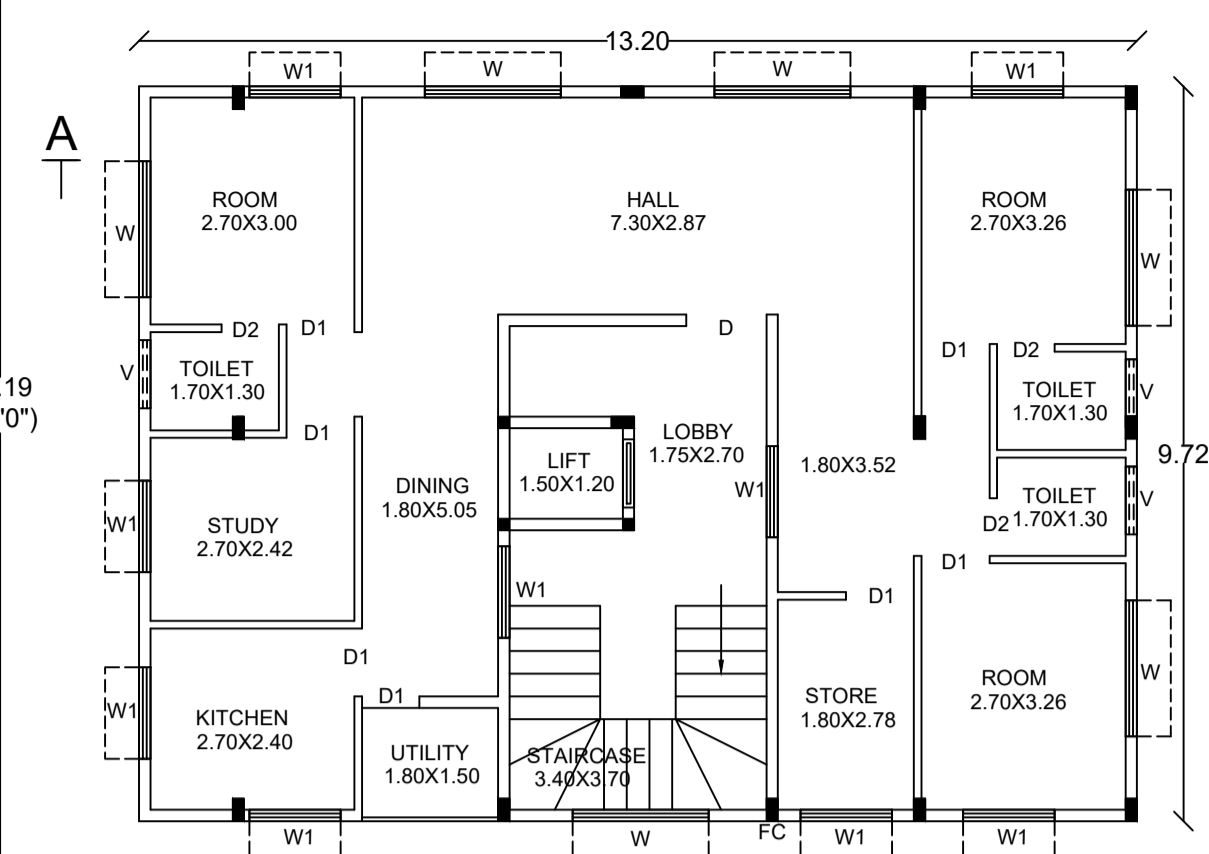 13.20
W1
W
W
W1
A
ROOM
2.70X3.00
HALL
7.30X2.87
ROOM
2.70X3.26
W
W
D2
D1
D
D1
D2
V
TOILET
1.70X1.30
.19
'0")
TOILET
1.70X1.30
V
D1
LOBBY
1.75X2.70
9.72
LIFT
1.50X1.20
1.80X3.52
DINING
1.80X5.05
W1
TOILET
1.70X1.30
V
W1
STUDY
2.70X2.42
D2
D1
W1
D1
D1
D1
ROOM
2.70X3.26
W
W1
KITCHEN
2.70X2.40
STORE
1.80X2.78
UTILITY
1.80X1.50
STAIRCASE
3.40X3.70
W1
W
FC
W1
W1